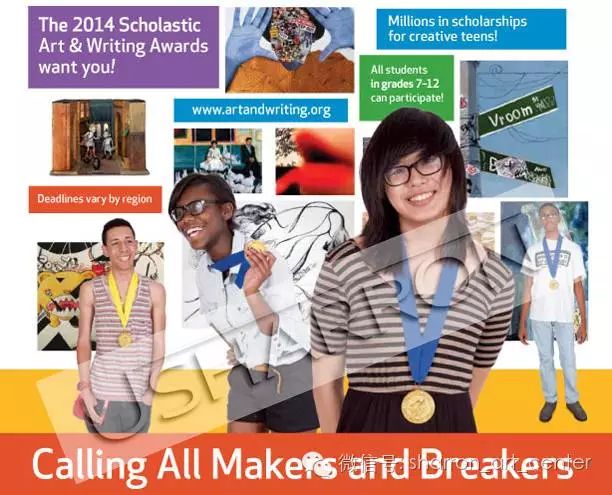 The 2014 Scholastic
Art & Writing Awards
want you!
Millions in scholarships
for creative teens!
All students
in grades 7–12
can participate!
www.artandwriting.org
Vroom St
Deadlines vary by region
Calling All Makers and Breakers
微信号: sharron_art_center